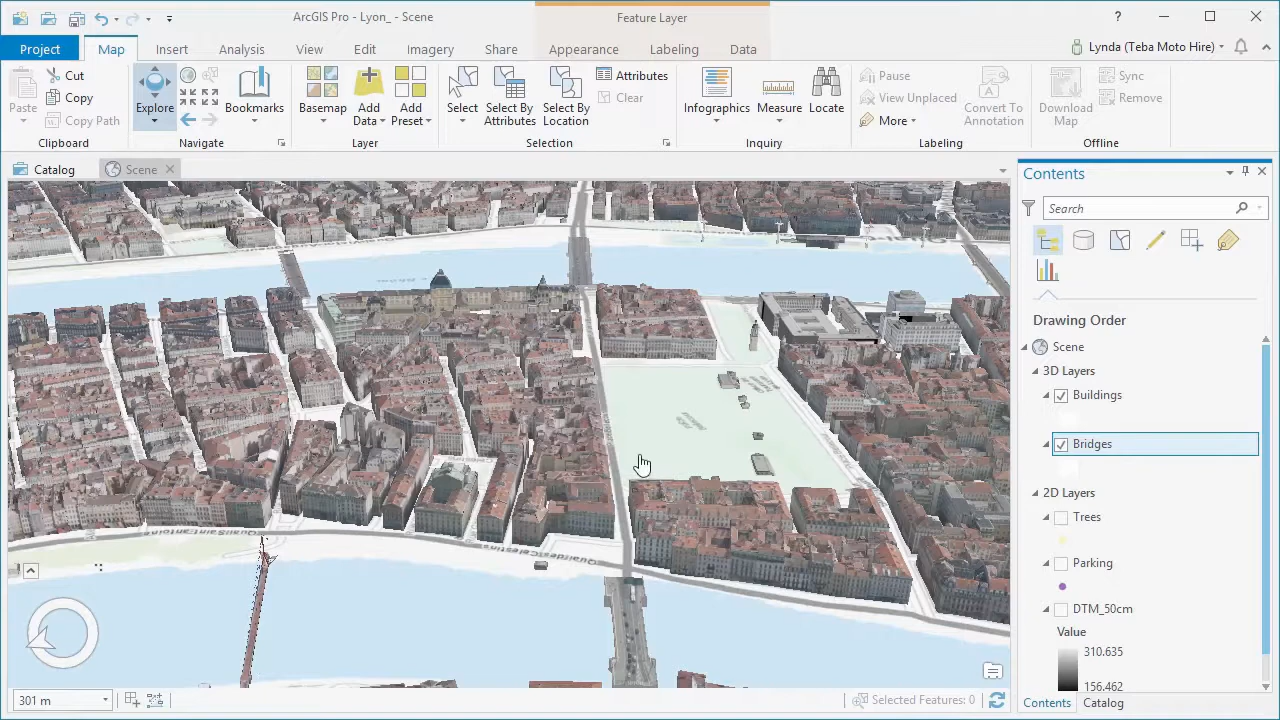 ArcGIS Pro - Lyon_ - Scene
Feature Layer
?
Project
Map
Insert
Analysis
View
Edit
Imagery
Share
Appearance
Labeling
Data
Lynda (Teba Moto Hire)
Paste
Cut
Copy
Copy Path
Clipboard
Explore
Bookmarks
Navigate
Basemap
Add
Data
Add
Preset
Layer
Select
Select By
Attributes
Select By
Location
Attributes
Clear
Selection
Infographics
Measure
Locate
Inquiry
Pause
View Unplaced
More
Convert To
Annotation
Labeling
Download
Map
Sync
Remove
Offline
Catalog
Scene
Contents
Search
Drawing Order
Scene
3D Layers
Buildings
Bridges
2D Layers
Trees
Parking
DTM_50cm
Value
310.635
156.462
Contents
Catalog
301 m
Selected Features: 0